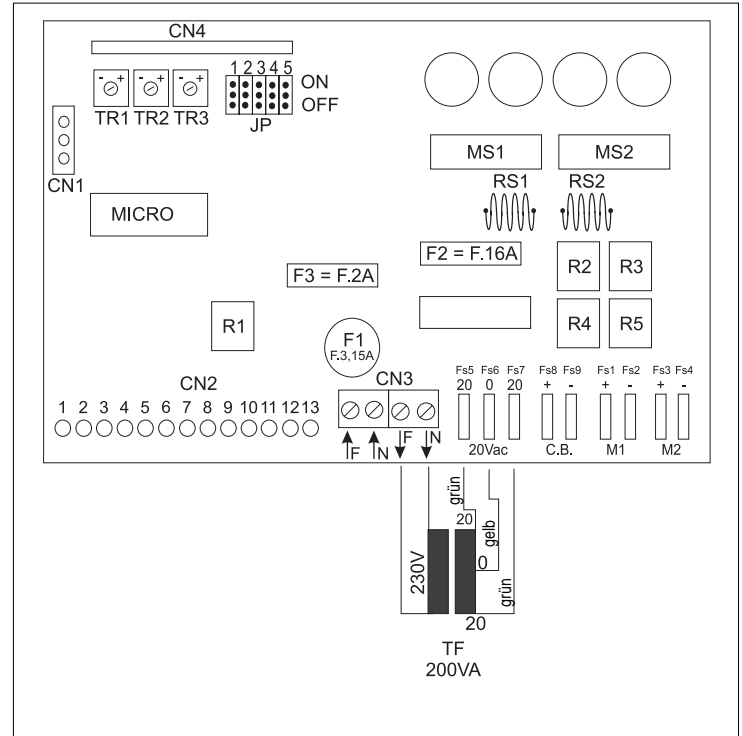 CN4
1 2 3 4 5
ON
OFF
JP
- + - + - +
TR1 TR2 TR3
CN1
MICRO
MS1 MS2
RS1 RS2
F2 = F.16A
F3 = F.2A
R2 R3
R4 R5
R1
F1
F.3,15A
CN2
1 2 3 4 5 6 7 8 9 10 11 12 13
CN3
F N F N
Fs5 Fs6 Fs7 Fs8 Fs9 Fs1 Fs2 Fs3 Fs4
20 0 20 + - + - + -
20Vac C.B. M1 M2
grün
20
gelb
230V
0
grün
20
TF
200VA